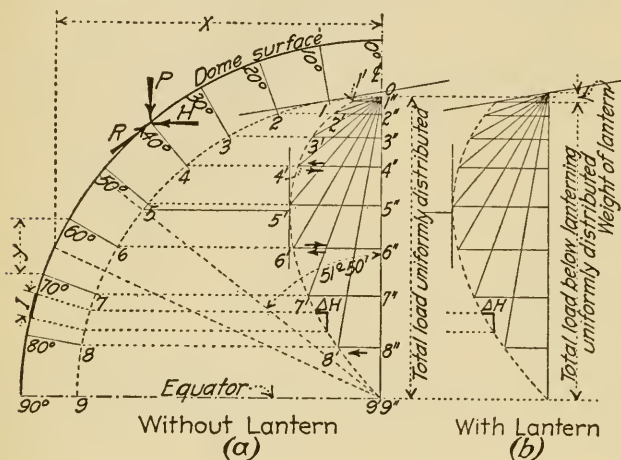 X
Dome surface
0°
10°
20°
30°
40°
50°
60°
70°
80°
90°
P
H
R
y
1
2
3
4
5
6
7
8
9
1'
2'
3'
4'
5'
6'
7'
8'
0
1"
2"
3"
4"
5"
6"
7"
8"
99"
51°-50'
ΔH
Total load uniformly distributed
Equator
Without Lantern
(a)
ΔH
Total load below lantern
uniformly distributed
Weight of lantern
With Lantern
(b)